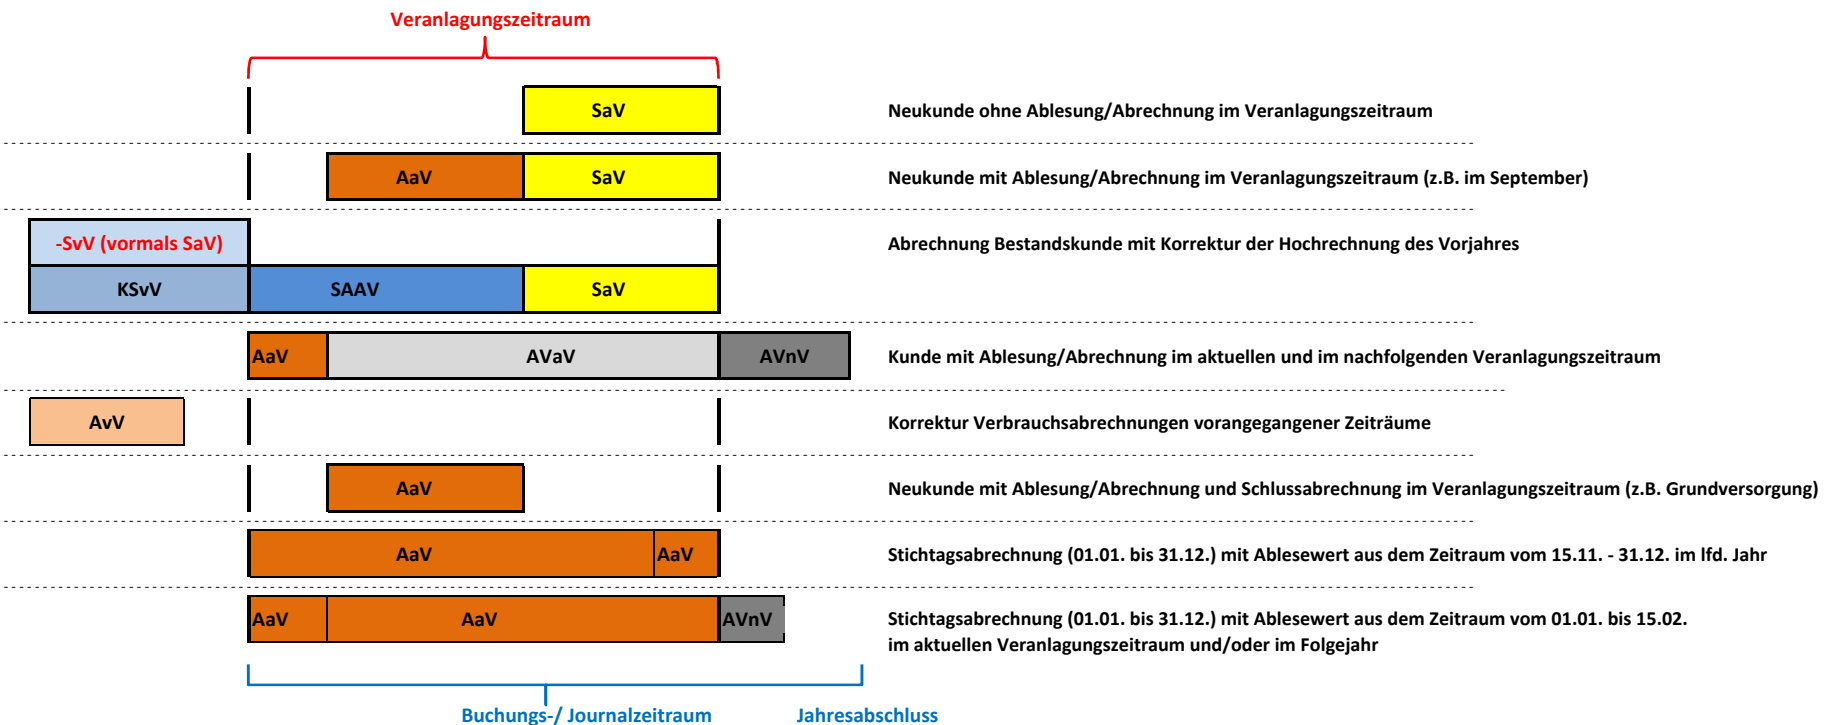 Veranlagungszeitraum
SaV
Neukunde ohne Ablesung/Abrechnung im Veranlagungszeitraum
AaV SaV
Neukunde mit Ablesung/Abrechnung im Veranlagungszeitraum (z.B. im September)
-SvV (vormals SaV)
Abrechnung Bestandskunde mit Korrektur der Hochrechnung des Vorjahres
KSvV SAAV SaV
AaV AVaV AVnV
Kunde mit Ablesung/Abrechnung im aktuellen und im nachfolgenden Veranlagungszeitraum
AvV
Korrektur Verbrauchsabrechnungen vorangegangener Zeiträume
AaV
Neukunde mit Ablesung/Abrechnung und Schlussabrechnung im Veranlagungszeitraum (z.B. Grundversorgung)
AaV AaV
Stichtagsabrechnung (01.01. bis 31.12.) mit Ablesewert aus dem Zeitraum vom 15.11. - 31.12. im lfd. Jahr
AaV AaV AVnV
Stichtagsabrechnung (01.01. bis 31.12.) mit Ablesewert aus dem Zeitraum vom 01.01. bis 15.02.
im aktuellen Veranlagungszeitraum und/oder im Folgejahr
Buchungs-/ Journalzeitraum
Jahresabschluss